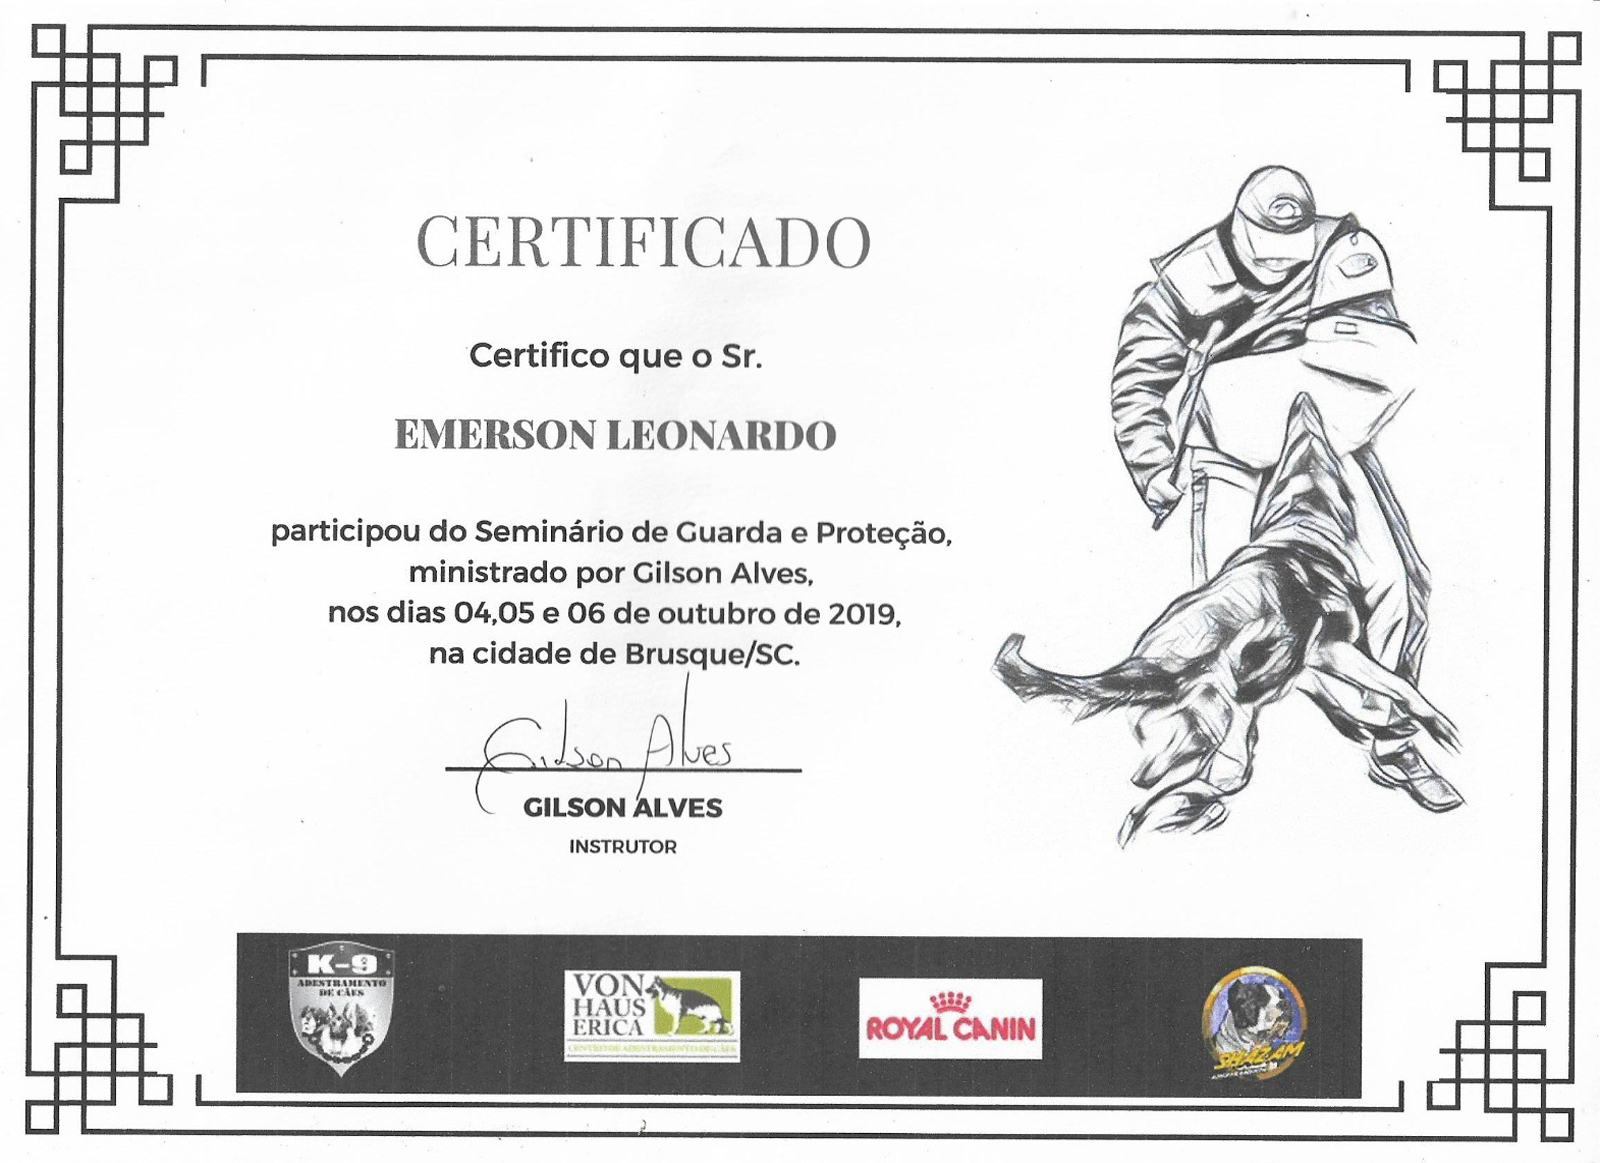 CERTIFICADO
Certifico que o Sr.
EMERSON LEONARDO
participou do Seminário de Guarda e Proteção,
ministrado por Gilson Alves,
nos dias 04,05 e 06 de outubro de 2019,
na cidade de Brusque/SC.
Gilson Alves
GILSON ALVES
INSTRUTOR
K-9
ADESTRAMENTO
DE CÃES
VON
HAUS
ERICA
CENTRO DE ADESTRAMENTO DE CÃES
ROYAL CANIN
SHAZAM